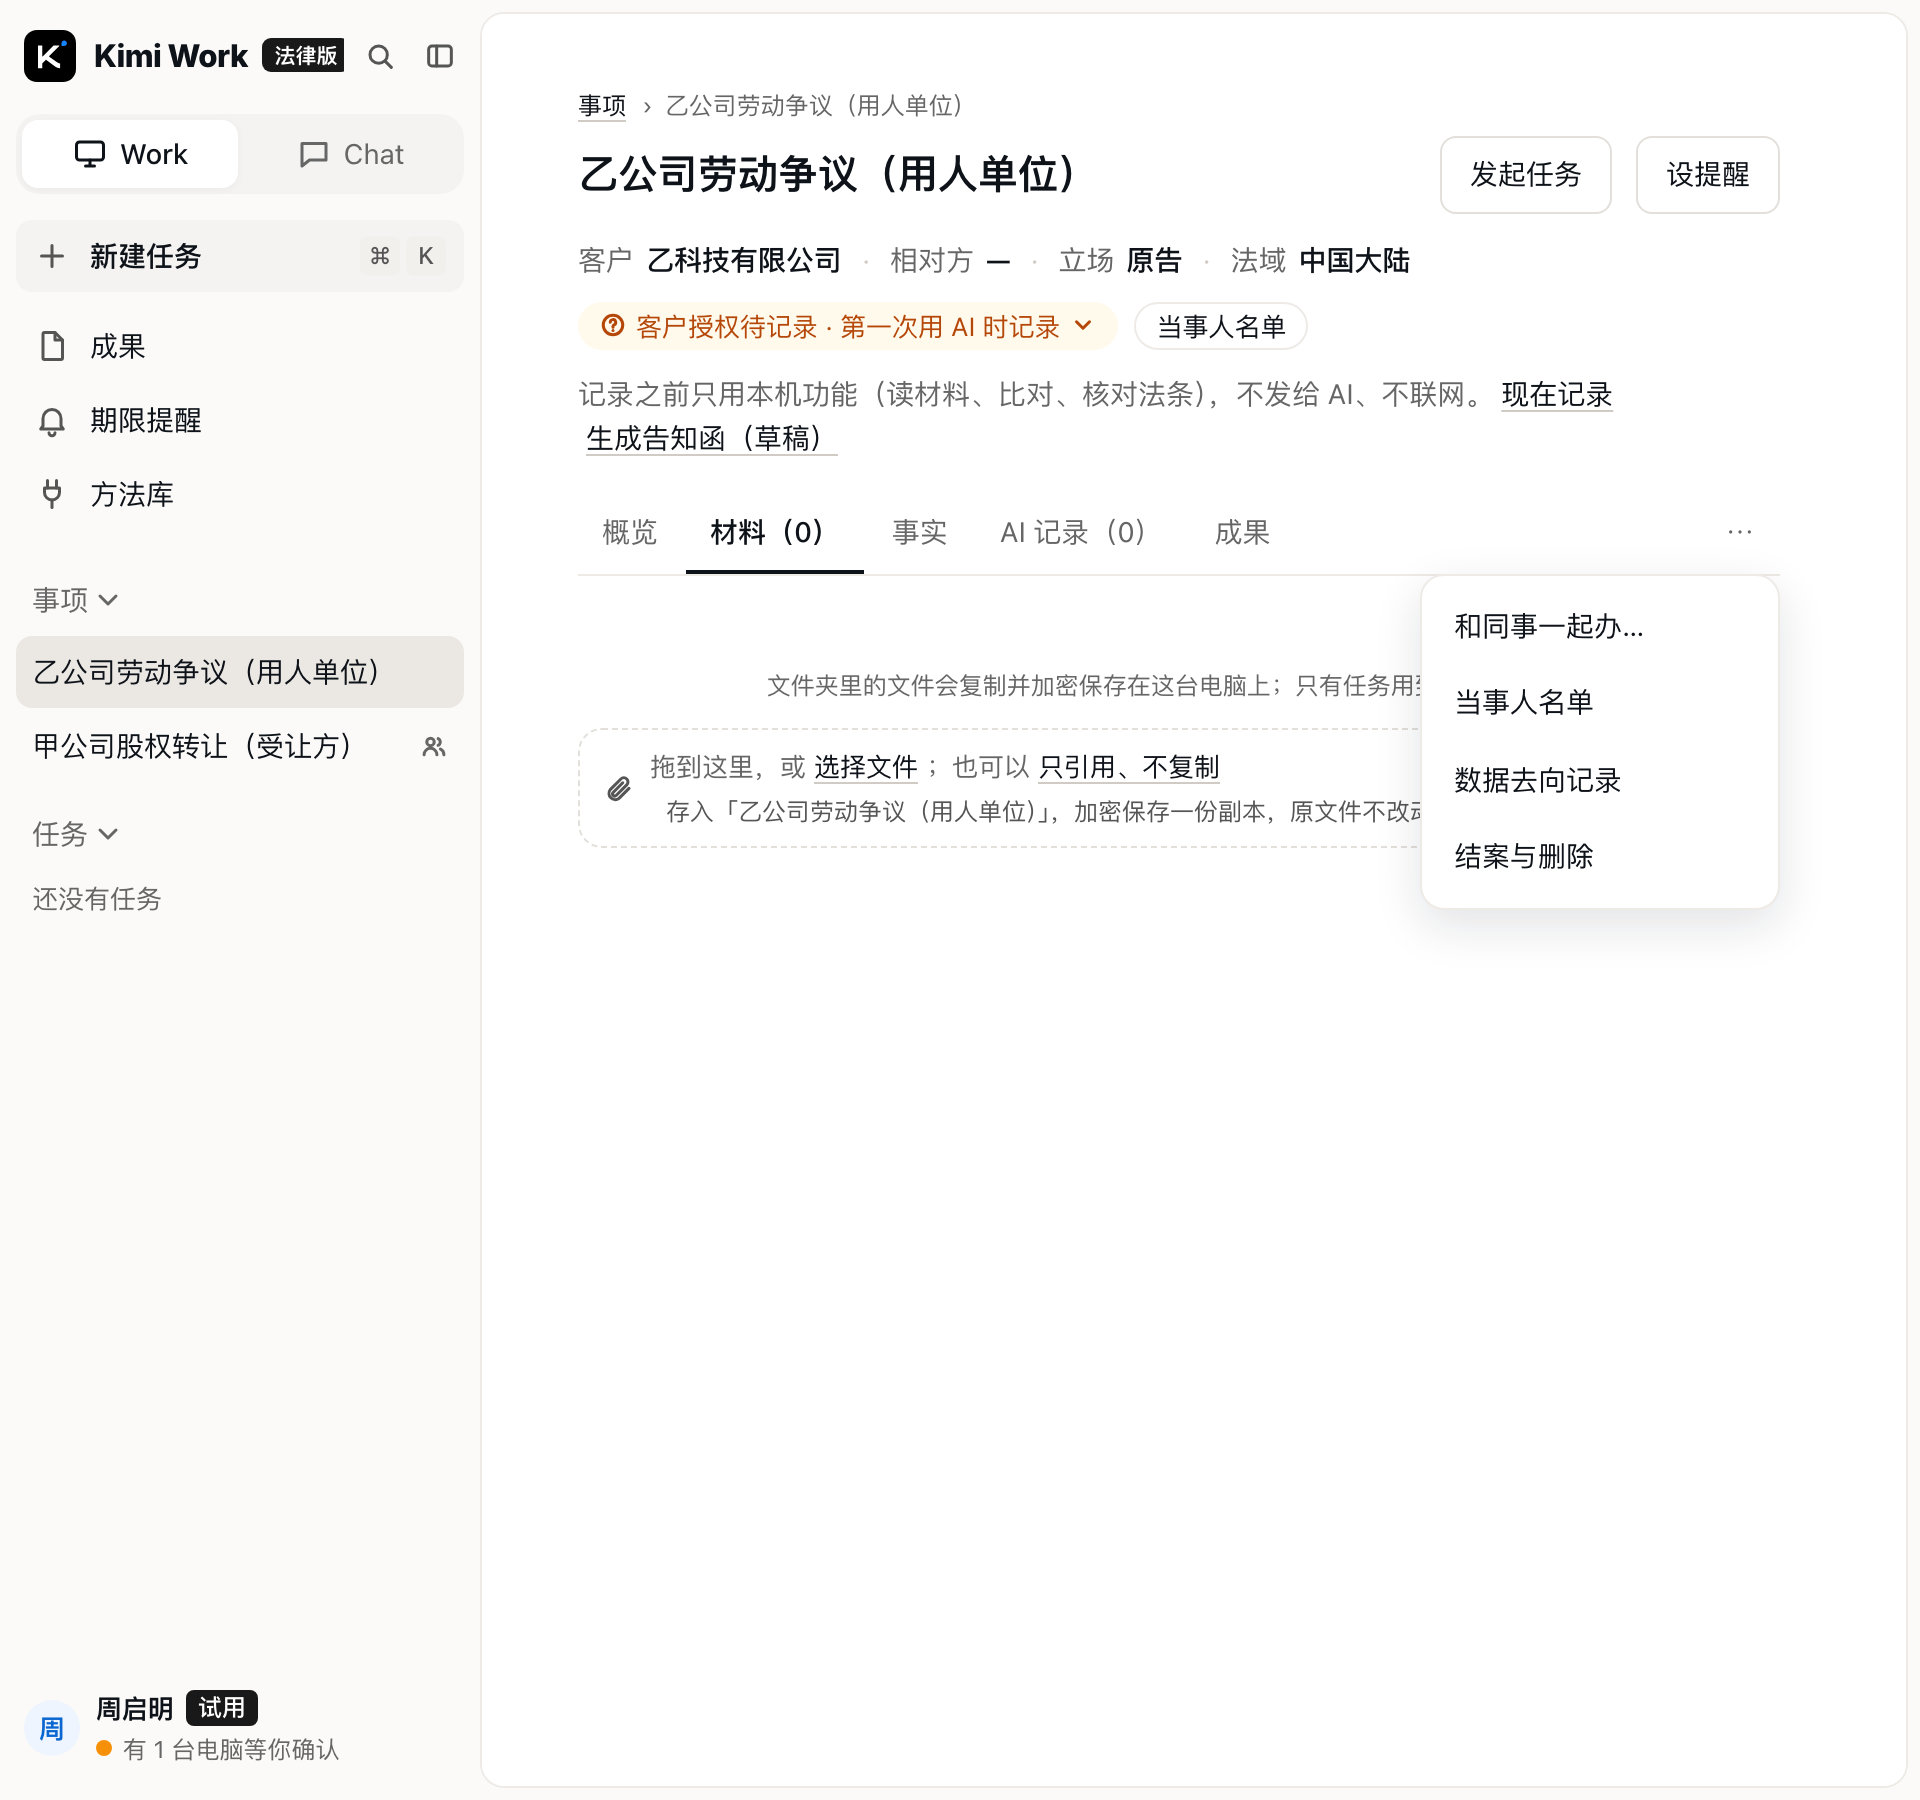 Kimi Work 法律版
Work
Chat
新建任务 ⌘ K
成果
期限提醒
方法库
事项
乙公司劳动争议（用人单位）
甲公司股权转让（受让方）
任务
还没有任务
周 周启明 试用
有 1 台电脑等你确认
事项 › 乙公司劳动争议（用人单位）
乙公司劳动争议（用人单位）
发起任务 设提醒
客户 乙科技有限公司 · 相对方 — · 立场 原告 · 法域 中国大陆
客户授权待记录 · 第一次用 AI 时记录 当事人名单
记录之前只用本机功能（读材料、比对、核对法条），不发给 AI、不联网。 现在记录
生成告知函（草稿）
概览 材料（0） 事实 AI 记录（0） 成果 ···
文件夹里的文件会复制并加密保存在这台电脑上；只有任务用
拖到这里，或 选择文件 ；也可以 只引用、不复制
存入「乙公司劳动争议（用人单位）」，加密保存一份副本，原文件不改
和同事一起办...
当事人名单
数据去向记录
结案与删除